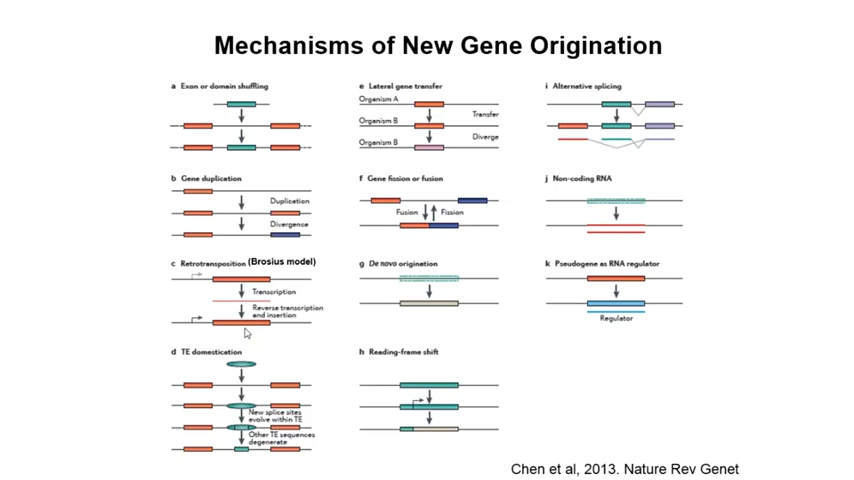 Mechanisms of New Gene Origination
a Exon or domain shuffling
b Gene duplication
Duplication
Divergence
c Retrotransposition (Brosius model)
Transcription
Reverse transcription
and insertion
d TE domestication
New splice sites
evolve within TE
Other TE sequences
degenerate
e Lateral gene transfer
Organism A
Transfer
Organism B
Diverge
Organism B
f Gene fission or fusion
Fusion
Fission
g De novo origination
h Reading-frame shift
i Alternative splicing
j Non-coding RNA
k Pseudogene as RNA regulator
Regulator
Chen et al, 2013. Nature Rev Genet